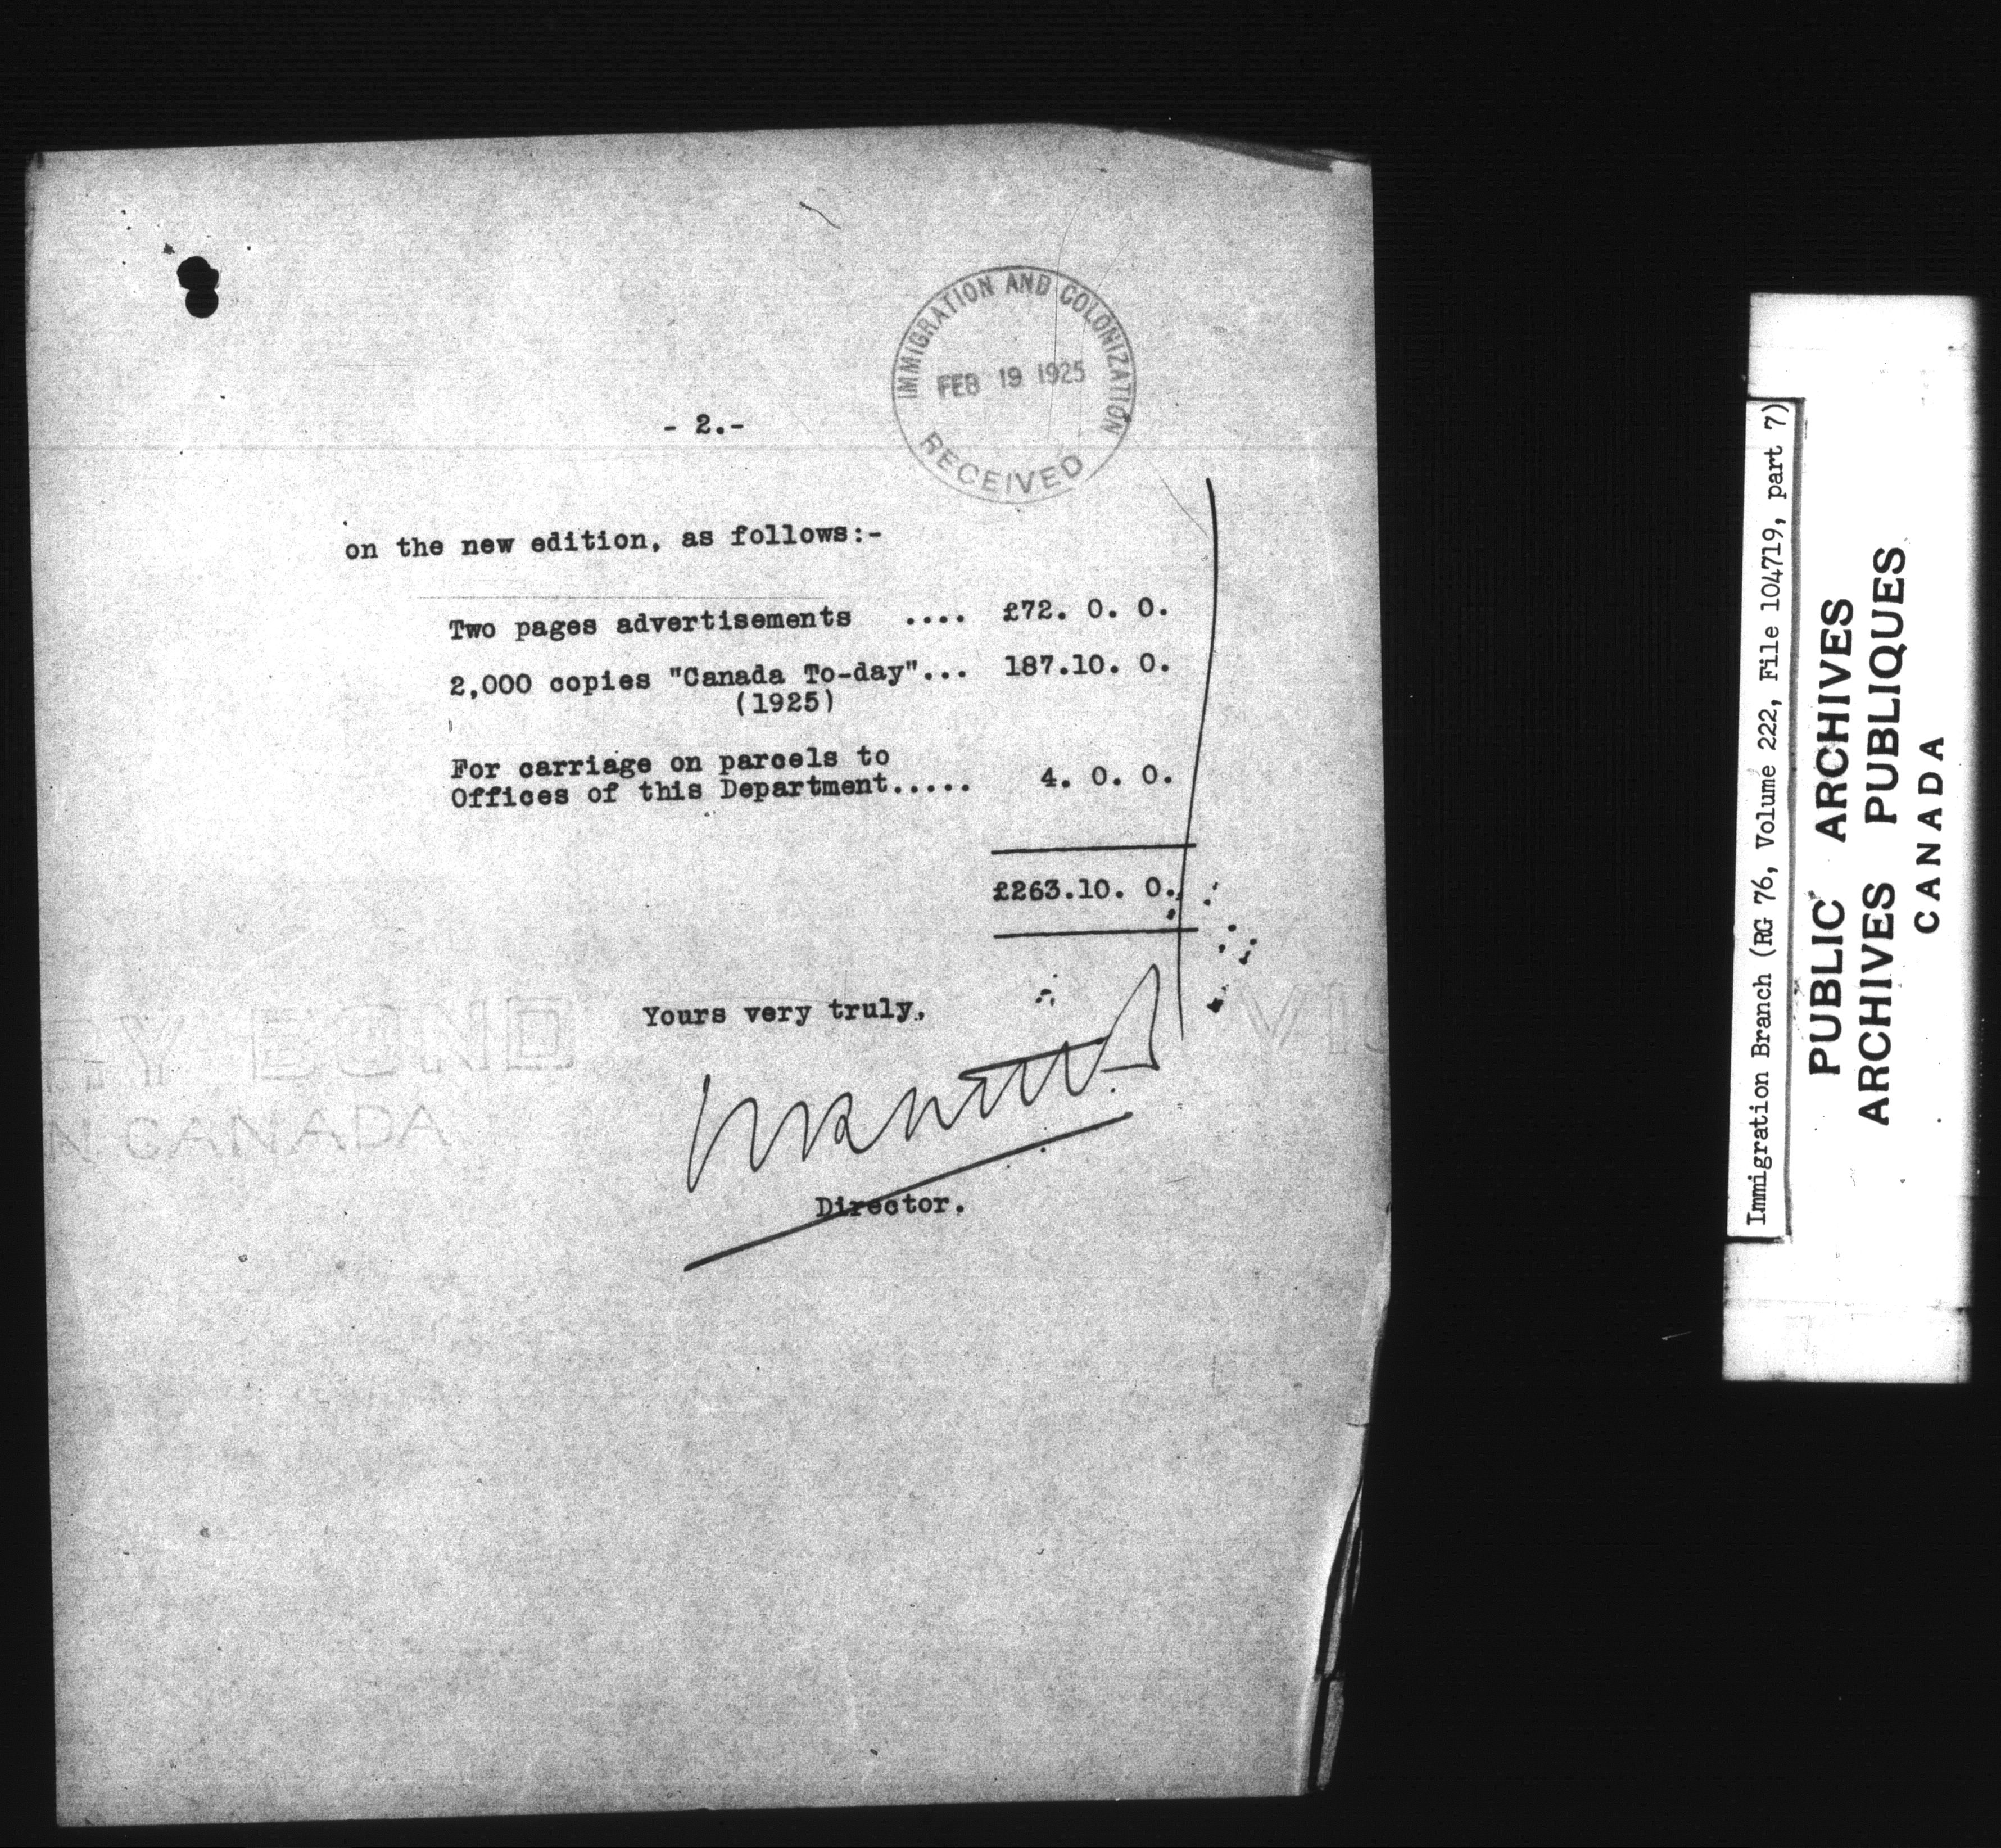 IMMIGRATION AND COLONIZATION
FEB 19 1925
RECEIVED
- 2.-
on the new edition, as follows:-
Two pages advertisements .... £72. 0. 0.
2,000 copies "Canada To-day"... 187.10. 0.
(1925)
For carriage on parcels to
Offices of this Department..... 4. 0. 0.
£263.10. 0.
Yours very truly,
Director.
BOND
CANADA
Immigration Branch (RG 76, Volume 222, File 104719, part 7)
PUBLIC ARCHIVES
ARCHIVES PUBLIQUES
CANADA